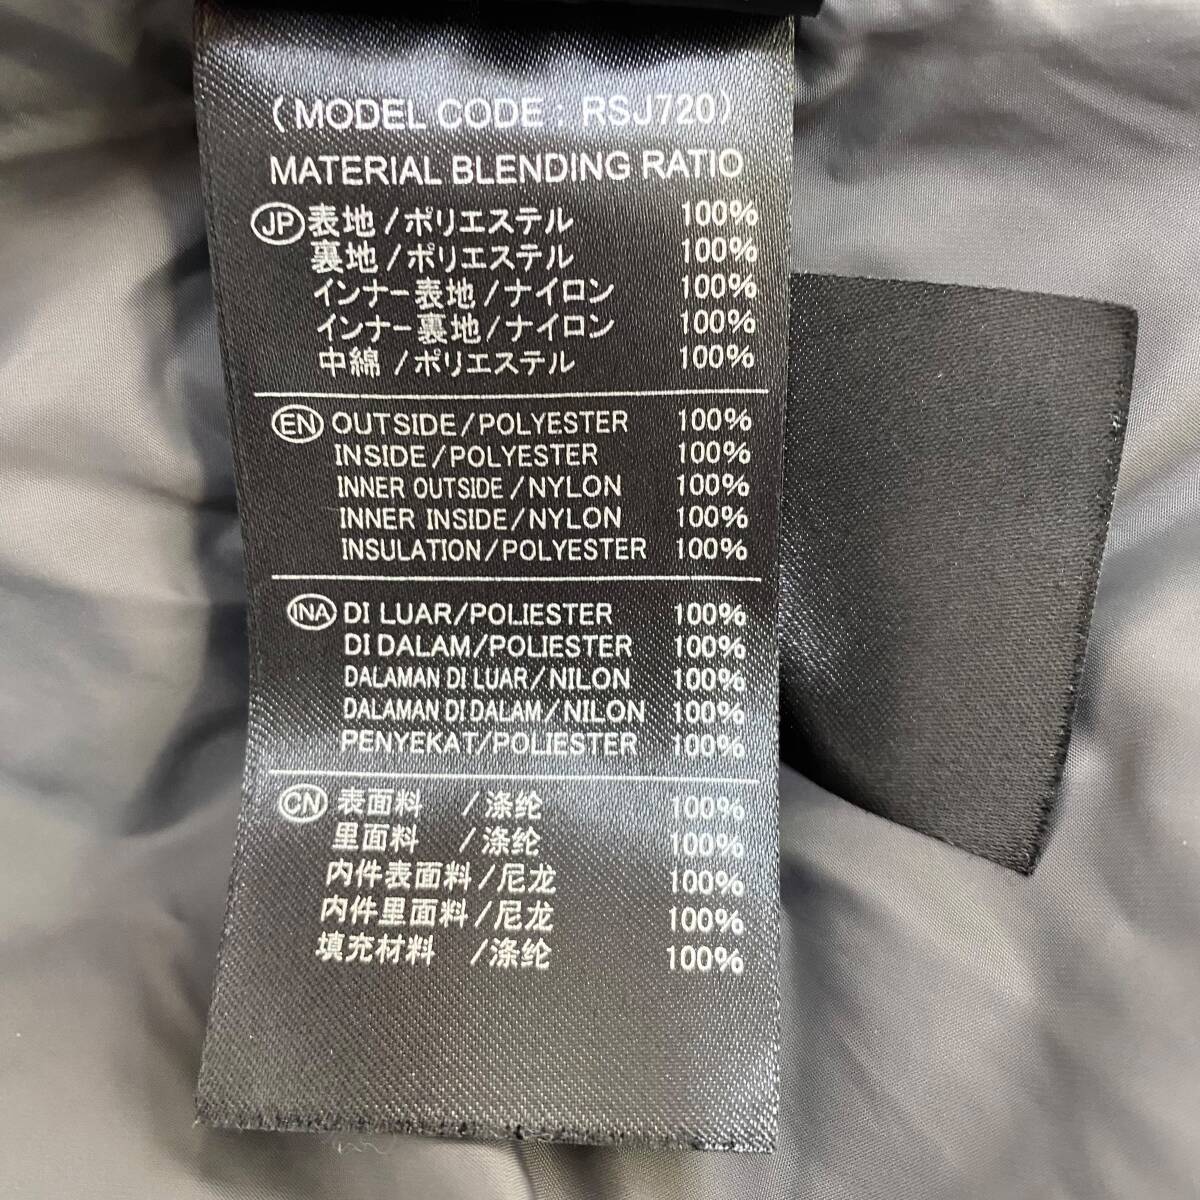 (MODEL CODE : RSJ720)
MATERIAL BLENDING RATIO
JP 表地/ポリエステル 100%
裏地/ポリエステル 100%
インナー表地/ナイロン 100%
インナー裏地/ナイロン 100%
中綿/ポリエステル 100%
EN OUTSIDE/POLYESTER 100%
INSIDE/POLYESTER 100%
INNER OUTSIDE/NYLON 100%
INNER INSIDE/NYLON 100%
INSULATION/POLYESTER 100%
INA DI LUAR/POLIESTER 100%
DI DALAM/POLIESTER 100%
DALAMAN DI LUAR/NILON 100%
DALAMAN DI DALAM/NILON 100%
PENYEKAT/POLIESTER 100%
CN 表面料 /涤纶 100%
里面料 /涤纶 100%
内件表面料/尼龙 100%
内件里面料/尼龙 100%
填充材料 /涤纶 100%